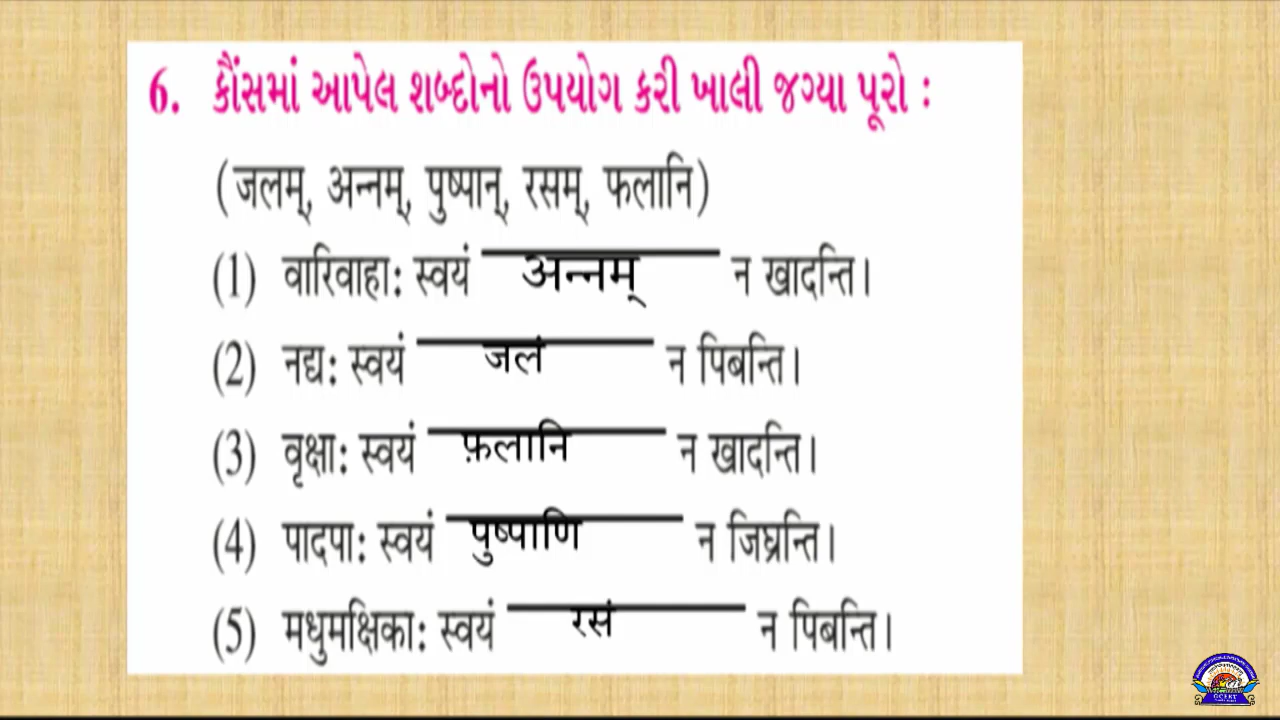 6. કૌંસમાં આપેલ શબ્દોનો ઉપયોગ કરી ખાલી જગ્યા પૂરો :
(जलम्, अन्नम्, पुष्पान्, रसम्, फलानि)
(1) वारिवाहाः स्वयं अन्नम् न खादन्ति।
(2) नद्यः स्वयं जलं न पिबन्ति।
(3) वृक्षाः स्वयं फ़लानि न खादन्ति।
(4) पादपाः स्वयं पुष्पाणि न जिघ्रन्ति।
(5) मधुमक्षिकाः स्वयं रसं न पिबन्ति।
GCERT